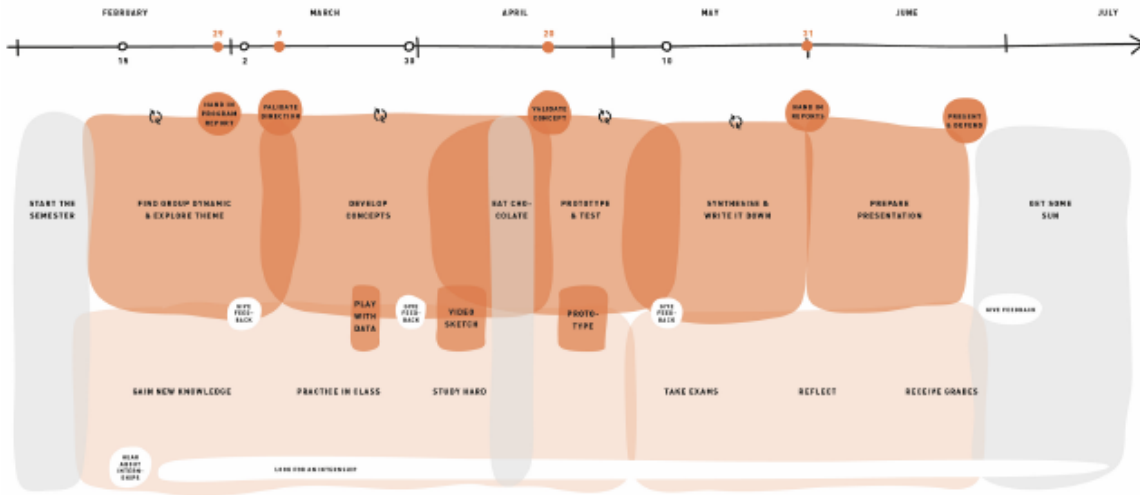 FEBRUARY
MARCH
APRIL
MAY
JUNE
JULY
29
9
20
31
2
30
10
HAND IN
PROGRAM
REPORT
VALIDATE
DIRECTION
VALIDATE
CONCEPT
HAND IN
REPORTS
PRESENT
& DEFEND
START THE
SEMESTER
FIND GROUP DYNAMIC
& EXPLORE THEME
DEVELOP
CONCEPTS
EAT CHO-
COLATE
PROTOTYPE
& TEST
SYNTHESISE &
WRITE IT DOWN
PREPARE
PRESENTATION
GET SOME
SUN
GIVE
FEED-
BACK
PLAY
WITH
DATA
GIVE
FEED-
BACK
VIDEO
SKETCH
PROTO-
TYPE
GIVE
FEED-
BACK
GIVE FEEDBACK
GAIN NEW KNOWLEDGE
PRACTICE IN CLASS
STUDY HARD
TAKE EXAMS
REFLECT
RECEIVE GRADES
HEAR
ABOUT
INTERN-
SHIPS
LOOK FOR AN INTERNSHIP